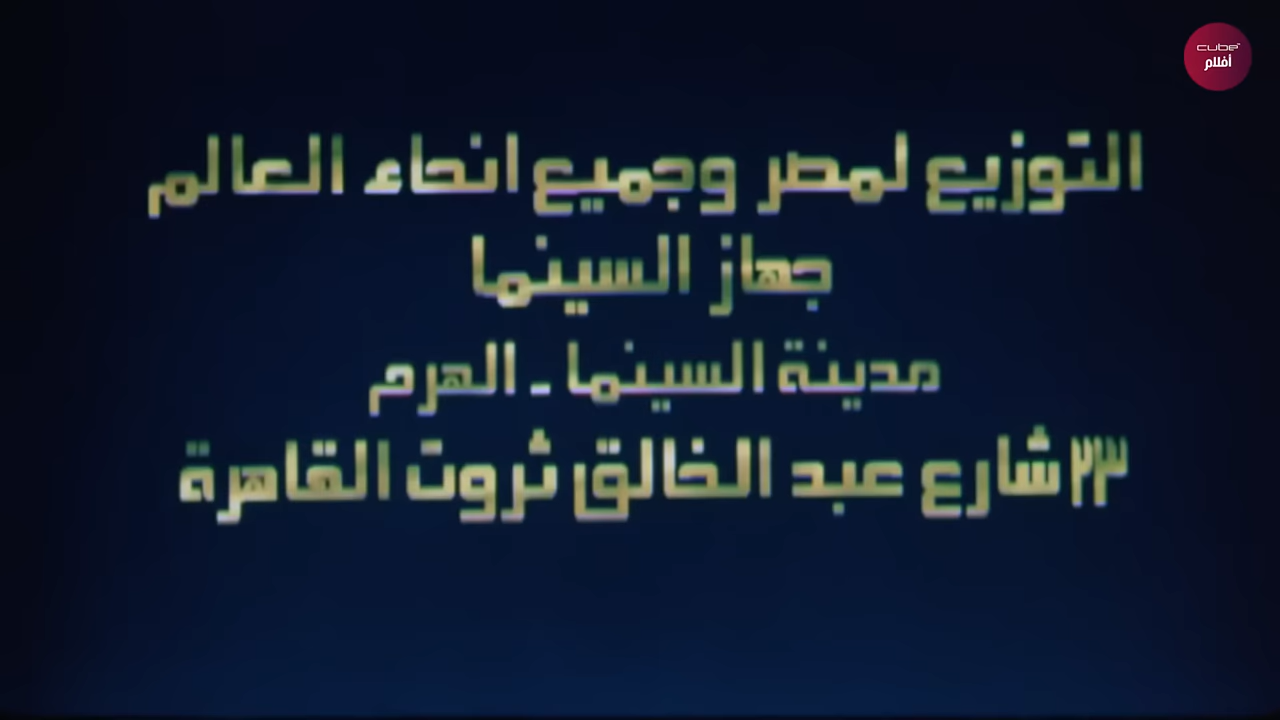 cube
أفلام
التوزيع لمصر وجميع انحاء العالم
جهاز السينما
مدينة السينما - الهرم
٢٣ شارع عبد الخالق ثروت القاهرة